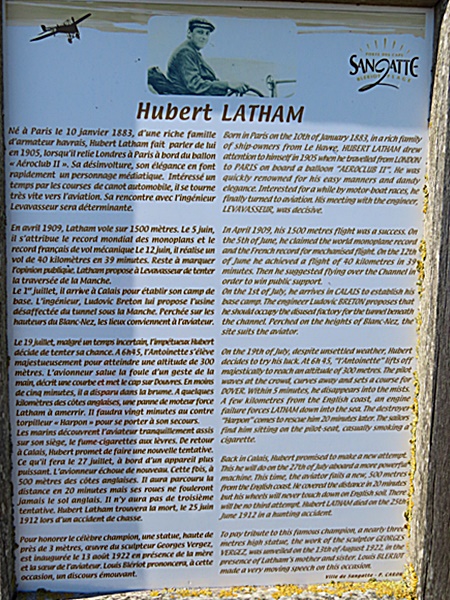 PORTE DES CAPS
SANGATTE
BLERIOT PLAGE
Hubert LATHAM
Né à Paris le 10 janvier 1883, d'une riche famille
d'armateur havrais, Hubert Latham fait parler de lui
en 1905, lorsqu'il relie Londres à Paris à bord du ballon
« Aéroclub II ». Sa désinvolture, son élégance en font
rapidement un personnage médiatique. Intéressé un
temps par les courses de canot automobile, il se tourne
très vite vers l'aviation. Sa rencontre avec l'ingénieur
Levavasseur sera déterminante.
En avril 1909, Latham vole sur 1500 mètres. Le 5 juin,
il s'attribue le record mondial des monoplans et le
record français de vol mécanique Le 12 juin, il réalise un
vol de 40 kilomètres en 39 minutes. Reste à marquer
l'opinion publique. Latham propose à Levavasseur de tenter
la traversée de la Manche.
Le 1er juillet, il arrive à Calais pour établir son camp de
base. L'ingénieur, Ludovic Breton lui propose l'usine
désaffectée du tunnel sous la Manche. Perchée sur les
hauteurs du Blanc-Nez, les lieux conviennent à l'aviateur.
Le 19 juillet, malgré un temps incertain, l'impétueux Hubert
décide de tenter sa chance. A 6h45, l'Antoinette s'élève
majestueusement pour atteindre une altitude de 300
mètres. L'avionneur salue la foule d'un geste de la
main, décrit une courbe et met le cap sur Douvres. En moins
de cinq minutes, il a disparu dans la brume. A quelques
kilomètres des côtes anglaises, une panne de moteur force
Latham à amerrir. Il faudra vingt minutes au contre
torpilleur « Harpon » pour se porter à son secours.
Les marins découvrent l'aviateur tranquillement assis
sur son siège, le fume-cigarettes aux lèvres. De retour
à Calais, Hubert promet de faire une nouvelle tentative.
Ce qu'il fera le 27 juillet, à bord d'un appareil plus
puissant. L'avionneur échoue de nouveau. Cette fois, à
500 mètres des côtes anglaises. Il aura parcouru la
distance en 20 minutes mais ses roues ne fouleront
jamais le sol anglais. Il n'y aura pas de troisième
tentative. Hubert Latham trouvera la mort, le 25 juin
1912 lors d'un accident de chasse.
Pour honorer le célèbre champion, une statue, haute de
près de 3 mètres, œuvre du sculpteur Georges Vergez,
est inaugurée le 13 août 1922 en présence de la mère
et la sœur de l'aviateur. Louis Blériot prononcera, à cette
occasion, un discours émouvant.
Born in Paris on the 10th of January 1883, in a rich family
of ship-owners from Le Havre, HUBERT LATHAM drew
attention to himself in 1905 when he travelled from LONDON
to PARIS on board a balloon "AEROCLUB II". He was
quickly renowned for his easy manners and dandy
elegance. Interested for a while by motor-boat races, he
finally turned to aviation. His meeting with the engineer,
LEVAVASSEUR, was decisive.
In April 1909, his 1500 metres flight was a success. On
the 5th of June, he claimed the world monoplane record
and the French record for mechanised flight. On the 12th
of June he achieved a flight of 40 kilometres in 39
minutes. Then he suggested flying over the Channel in
order to win public support.
On the 1st of July, he arrives in CALAIS to establish his
base camp. The engineer Ludovic BRETON proposes that
he should occupy the disused factory for the tunnel beneath
the channel. Perched on the heights of Blanc-Nez, the
site suits the aviator.
On the 19th of July, despite unsettled weather, Hubert
decides to try his luck. At 6h 45, "l'Antoinette" lifts off
majestically to reach an altitude of 300 metres. The pilot
waves at the crowd, curves away and sets a course for
DOVER. Within 5 minutes, he disappears into the mists.
A few kilometres from the English coast, an engine
failure forces LATHAM down into the sea. The destroyer
"Harpon" comes to rescue him 20 minutes later. The sailors
find him sitting on the pilot-seat, casually smoking a
cigarette.
Back in Calais, Hubert promised to make a new attempt.
This he will do on the 27th of July aboard a more powerful
machine. This time, the aviator fails a new, 500 metres
from the English coast. He covered the distance in 20 minutes
but his wheels will never touch down on English soil. There
will be no third attempt. Hubert LATHAM died on the 25th
June 1912 in a hunting accident.
To pay tribute to this famous champion, a nearly three
metres high statue, the work of the sculptor GEORGES
VERGEZ, was unveiled on the 13th of August 1922, in the
presence of Latham's mother and sister. Louis BLERIOT
made a very moving speech on this occasion.
Ville de Sangatte - P. CARON